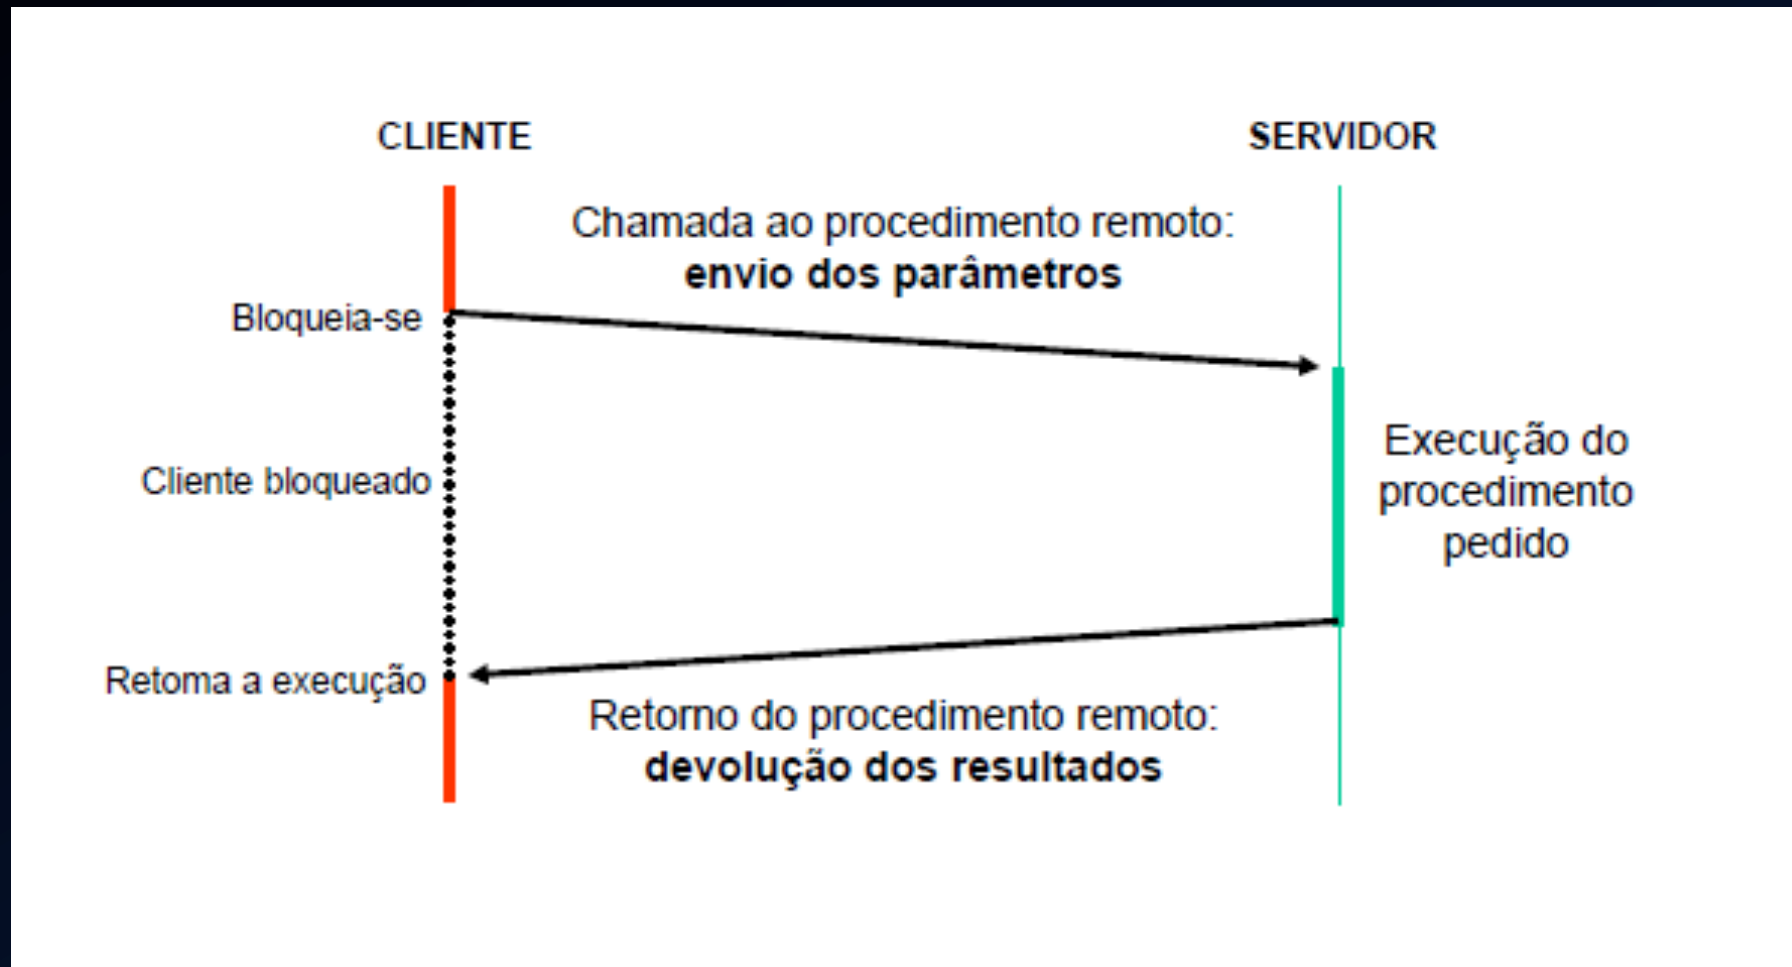 CLIENTE
SERVIDOR
Chamada ao procedimento remoto:
envio dos parâmetros
Bloqueia-se
Cliente bloqueado
Execução do
procedimento
pedido
Retoma a execução
Retorno do procedimento remoto:
devolução dos resultados